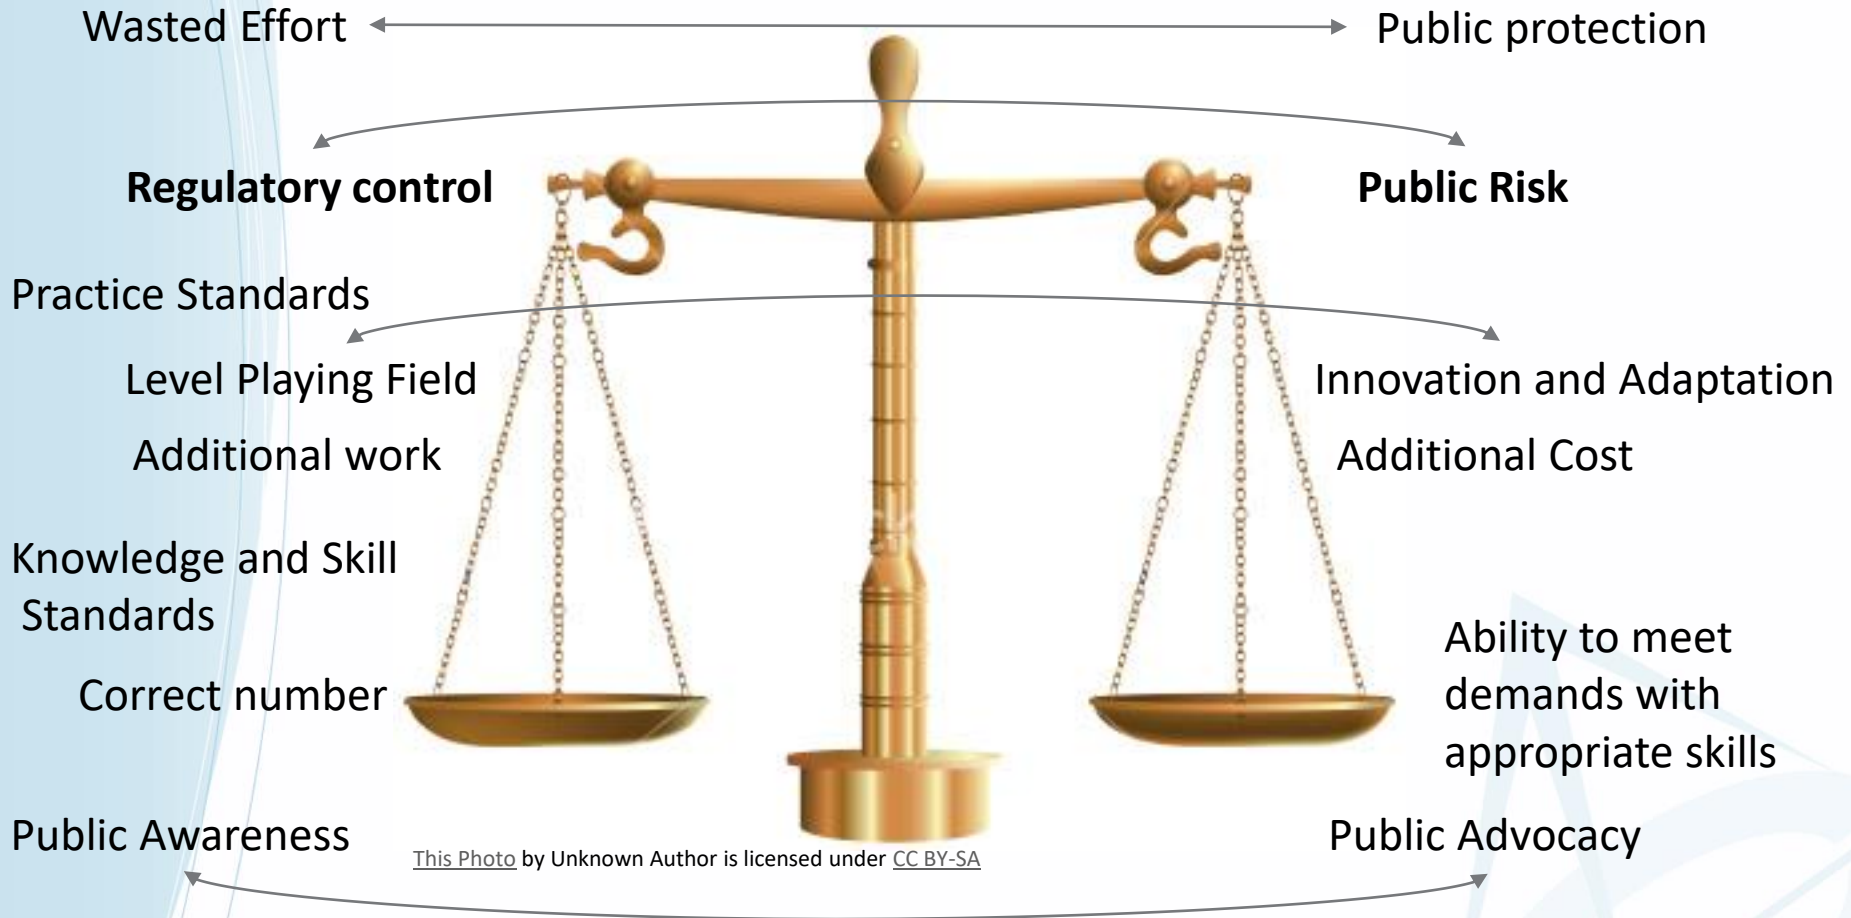 Wasted Effort
Public protection
Regulatory control
Public Risk
Practice Standards
Level Playing Field
Innovation and Adaptation
Additional work
Additional Cost
Knowledge and Skill
Standards
Correct number
Ability to meet
demands with
appropriate skills
Public Awareness
Public Advocacy
This Photo by Unknown Author is licensed under CC BY-SA